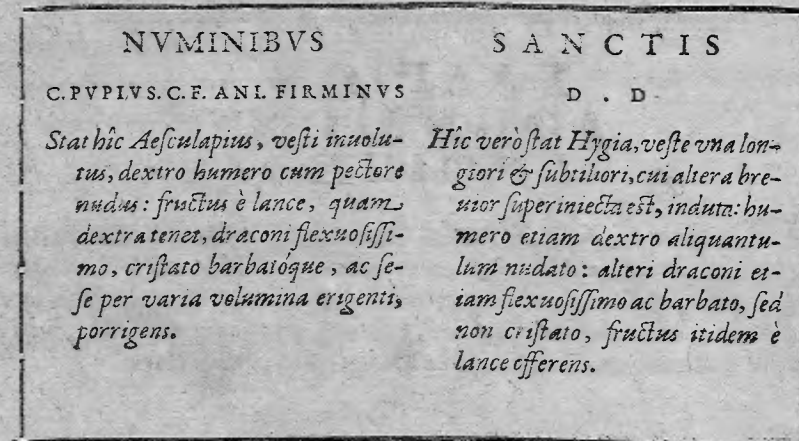 NVMINIBVS
C. PVPIVS. C. F. ANI. FIRMINVS
Stat hîc Aeſculapius, veſti inuolu-
tus, dextro humero cum pectore
nudus: fructus è lance, quam
dextra tenet, draconi flexuoſiſſi-
mo, criſtato barbatóque, ac ſe-
ſe per varia volumina erigenti,
porrigens.
SANCTIS
D . D
Hîc verò ſtat Hygia, veſte vna lon-
giori & ſubtiliori, cui altera bre-
uior ſuperiniecta eſt, induta: hu-
mero etiam dextro aliquantu-
lum nudato: alteri draconi et-
iam flexuoſiſſimo ac barbato, ſed
non criſtato, fructus itidem è
lance offerens.